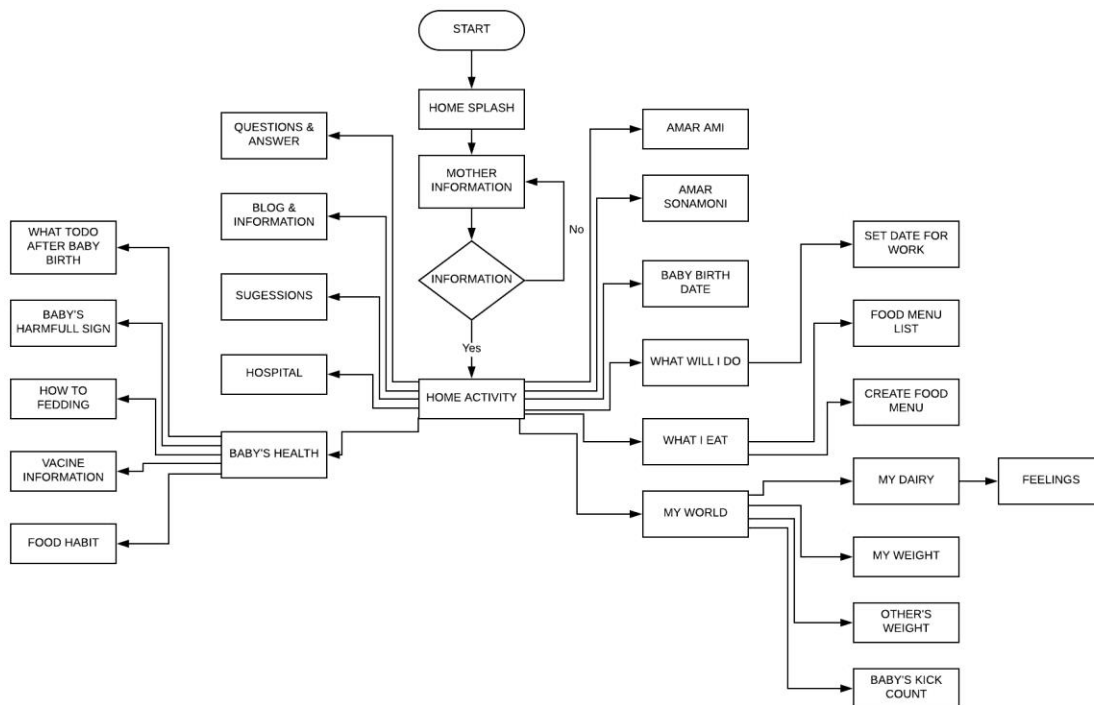 START
HOME SPLASH
MOTHER
INFORMATION
INFORMATION
No
Yes
HOME ACTIVITY
QUESTIONS &
ANSWER
BLOG &
INFORMATION
SUGESSIONS
HOSPITAL
BABY'S HEALTH
WHAT TODO
AFTER BABY
BIRTH
BABY'S
HARMFULL SIGN
HOW TO
FEDDING
VACINE
INFORMATION
FOOD HABIT
AMAR AMI
AMAR
SONAMONI
BABY BIRTH
DATE
WHAT WILL I DO
WHAT I EAT
MY WORLD
SET DATE FOR
WORK
FOOD MENU
LIST
CREATE FOOD
MENU
MY DAIRY
FEELINGS
MY WEIGHT
OTHER'S
WEIGHT
BABY'S KICK
COUNT